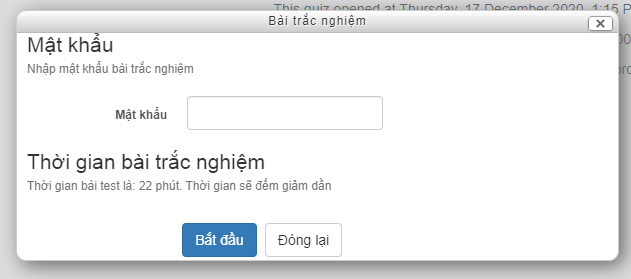 This quiz opened at Thursday, 17 December 2020, 1:15 P
Bài trắc nghiệm
Mật khẩu
00
Nhập mật khẩu bài trắc nghiệm
Mật khẩu
Thời gian bài trắc nghiệm
Thời gian bài test là: 22 phút. Thời gian sẽ đếm giảm dần
Bắt đầu
Đóng lại